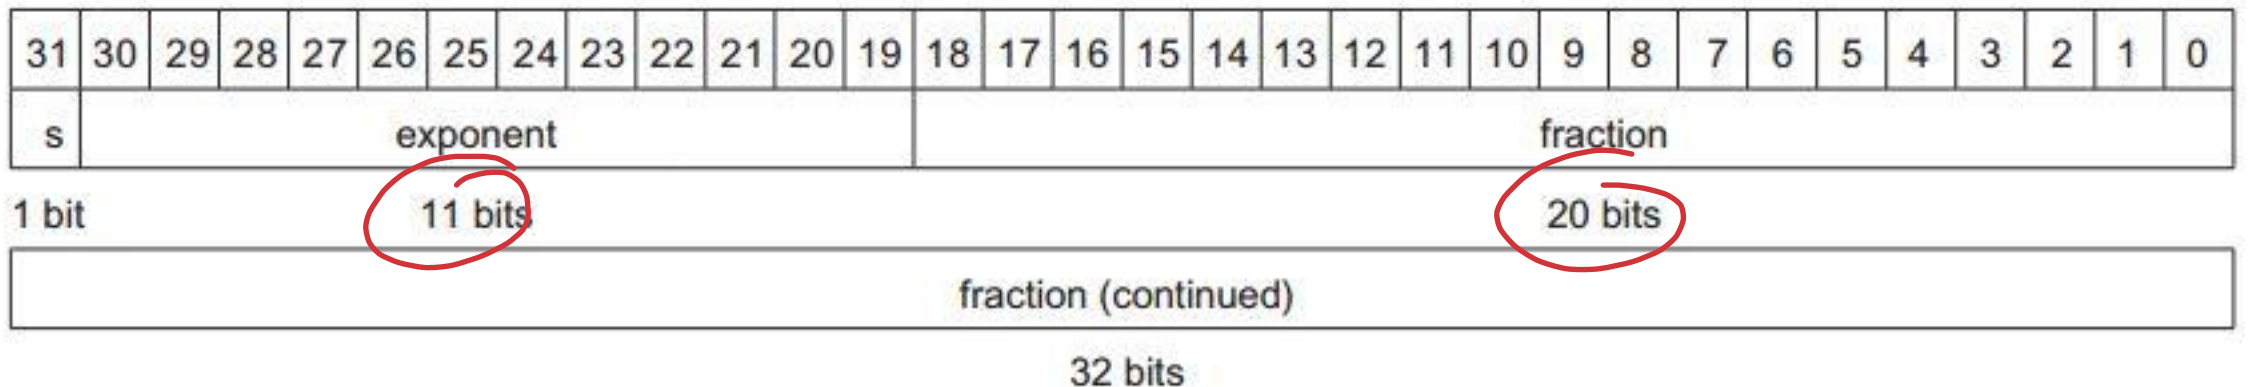 31 30 29 28 27 26 25 24 23 22 21 20 19 18 17 16 15 14 13 12 11 10 9 8 7 6 5 4 3 2 1 0
s exponent fraction
1 bit 11 bits 20 bits
fraction (continued)
32 bits